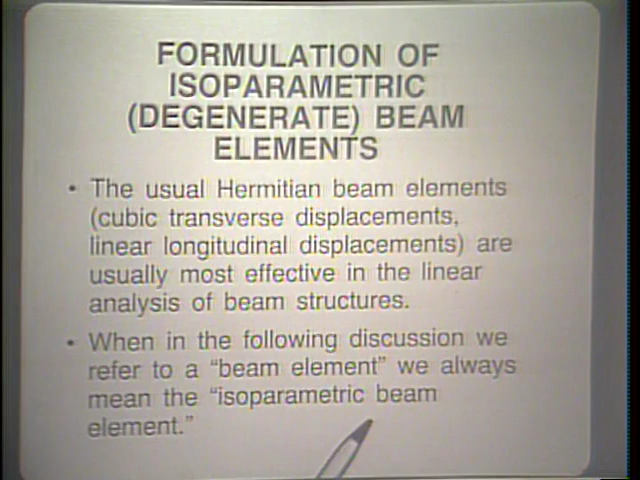 FORMULATION OF
ISOPARAMETRIC
(DEGENERATE) BEAM
ELEMENTS
• The usual Hermitian beam elements
(cubic transverse displacements,
linear longitudinal displacements) are
usually most effective in the linear
analysis of beam structures.
• When in the following discussion we
refer to a “beam element” we always
mean the “isoparametric beam
element.”